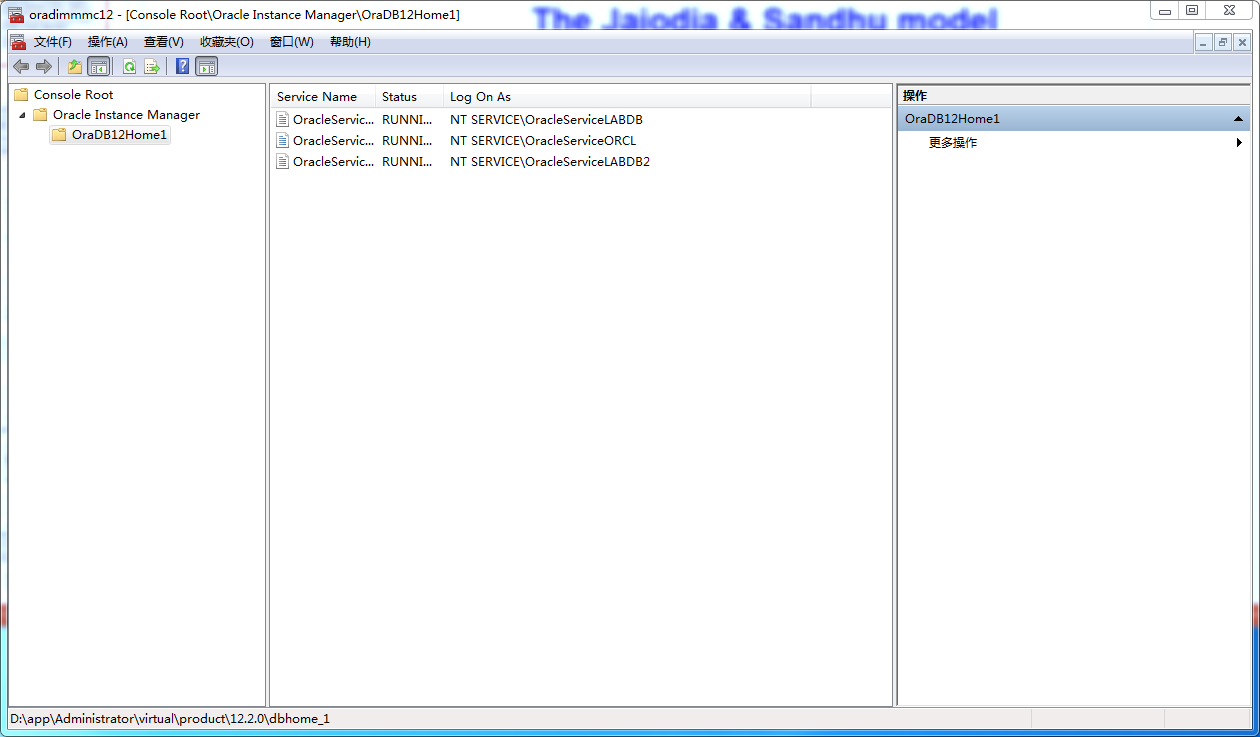 oradimmmc12 - [Console Root\Oracle Instance Manager\OraDB12Home1]
The Jajodia & Sandhu model
文件(F) 操作(A) 查看(V) 收藏夹(O) 窗口(W) 帮助(H)
Console Root
Oracle Instance Manager
OraDB12Home1
Service Name Status Log On As
OracleServic... RUNNI... NT SERVICE\OracleServiceLABDB
OracleServic... RUNNI... NT SERVICE\OracleServiceORCL
OracleServic... RUNNI... NT SERVICE\OracleServiceLABDB2
操作
OraDB12Home1
更多操作
D:\app\Administrator\virtual\product\12.2.0\dbhome_1